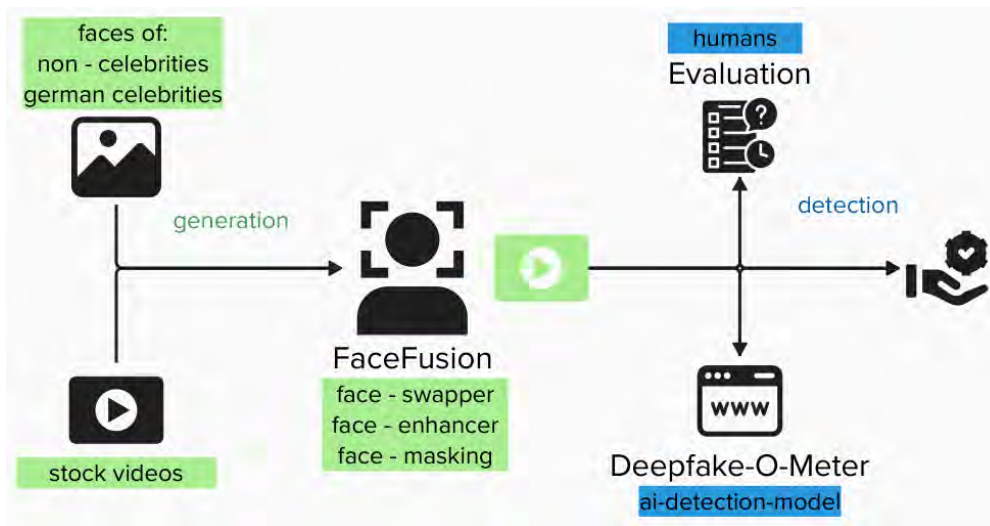 faces of:
non - celebrities
german celebrities
generation
stock videos
FaceFusion
face - swapper
face - enhancer
face - masking
humans
Evaluation
?
detection
www
Deepfake-O-Meter
ai-detection-model